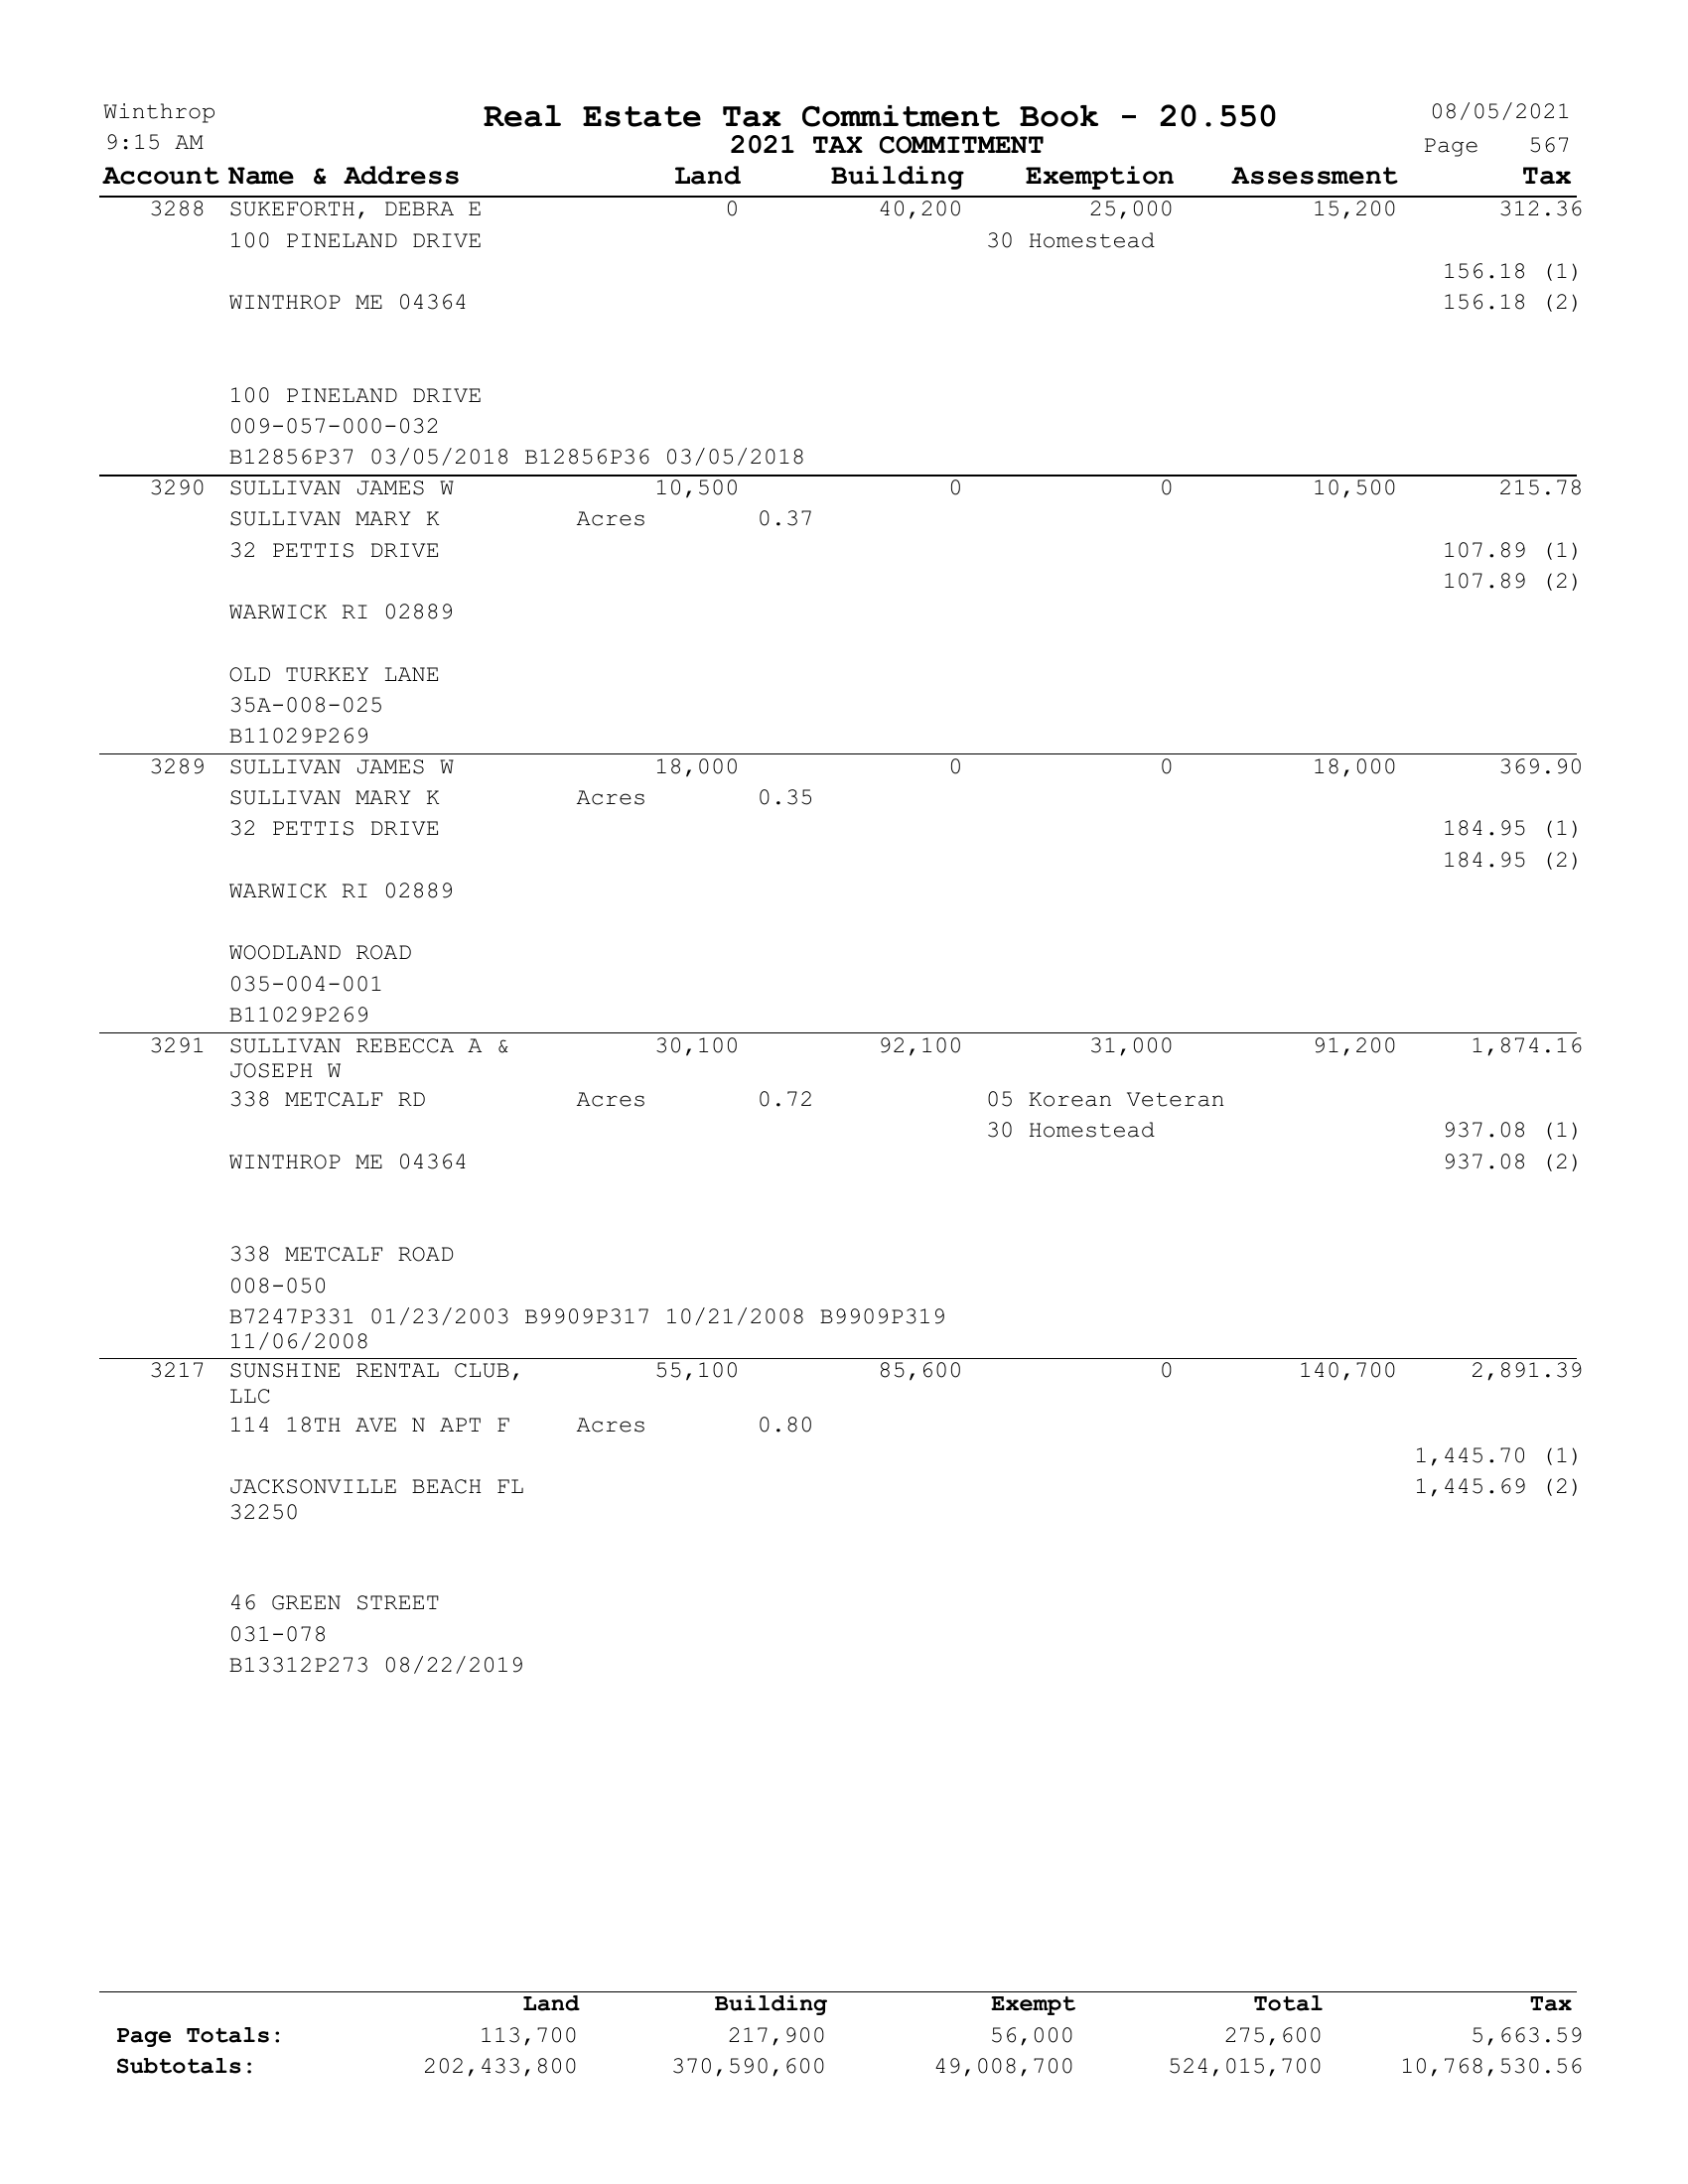 Winthrop Real Estate Tax Commitment Book - 20.550 08/05/2021
9:15 AM 2021 TAX COMMITMENT Page 567
Account Name & Address Land Building Exemption Assessment Tax
3288 SUKEFORTH, DEBRA E 0 40,200 25,000 15,200 312.36
100 PINELAND DRIVE 30 Homestead
156.18 (1)
WINTHROP ME 04364 156.18 (2)
100 PINELAND DRIVE
009-057-000-032
B12856P37 03/05/2018 B12856P36 03/05/2018
3290 SULLIVAN JAMES W 10,500 0 0 10,500 215.78
SULLIVAN MARY K Acres 0.37
32 PETTIS DRIVE 107.89 (1)
107.89 (2)
WARWICK RI 02889
OLD TURKEY LANE
35A-008-025
B11029P269
3289 SULLIVAN JAMES W 18,000 0 0 18,000 369.90
SULLIVAN MARY K Acres 0.35
32 PETTIS DRIVE 184.95 (1)
184.95 (2)
WARWICK RI 02889
WOODLAND ROAD
035-004-001
B11029P269
3291 SULLIVAN REBECCA A & 30,100 92,100 31,000 91,200 1,874.16
JOSEPH W
338 METCALF RD Acres 0.72 05 Korean Veteran
30 Homestead 937.08 (1)
WINTHROP ME 04364 937.08 (2)
338 METCALF ROAD
008-050
B7247P331 01/23/2003 B9909P317 10/21/2008 B9909P319
11/06/2008
3217 SUNSHINE RENTAL CLUB, 55,100 85,600 0 140,700 2,891.39
LLC
114 18TH AVE N APT F Acres 0.80
1,445.70 (1)
JACKSONVILLE BEACH FL 1,445.69 (2)
32250
46 GREEN STREET
031-078
B13312P273 08/22/2019
Land Building Exempt Total Tax
Page Totals: 113,700 217,900 56,000 275,600 5,663.59
Subtotals: 202,433,800 370,590,600 49,008,700 524,015,700 10,768,530.56